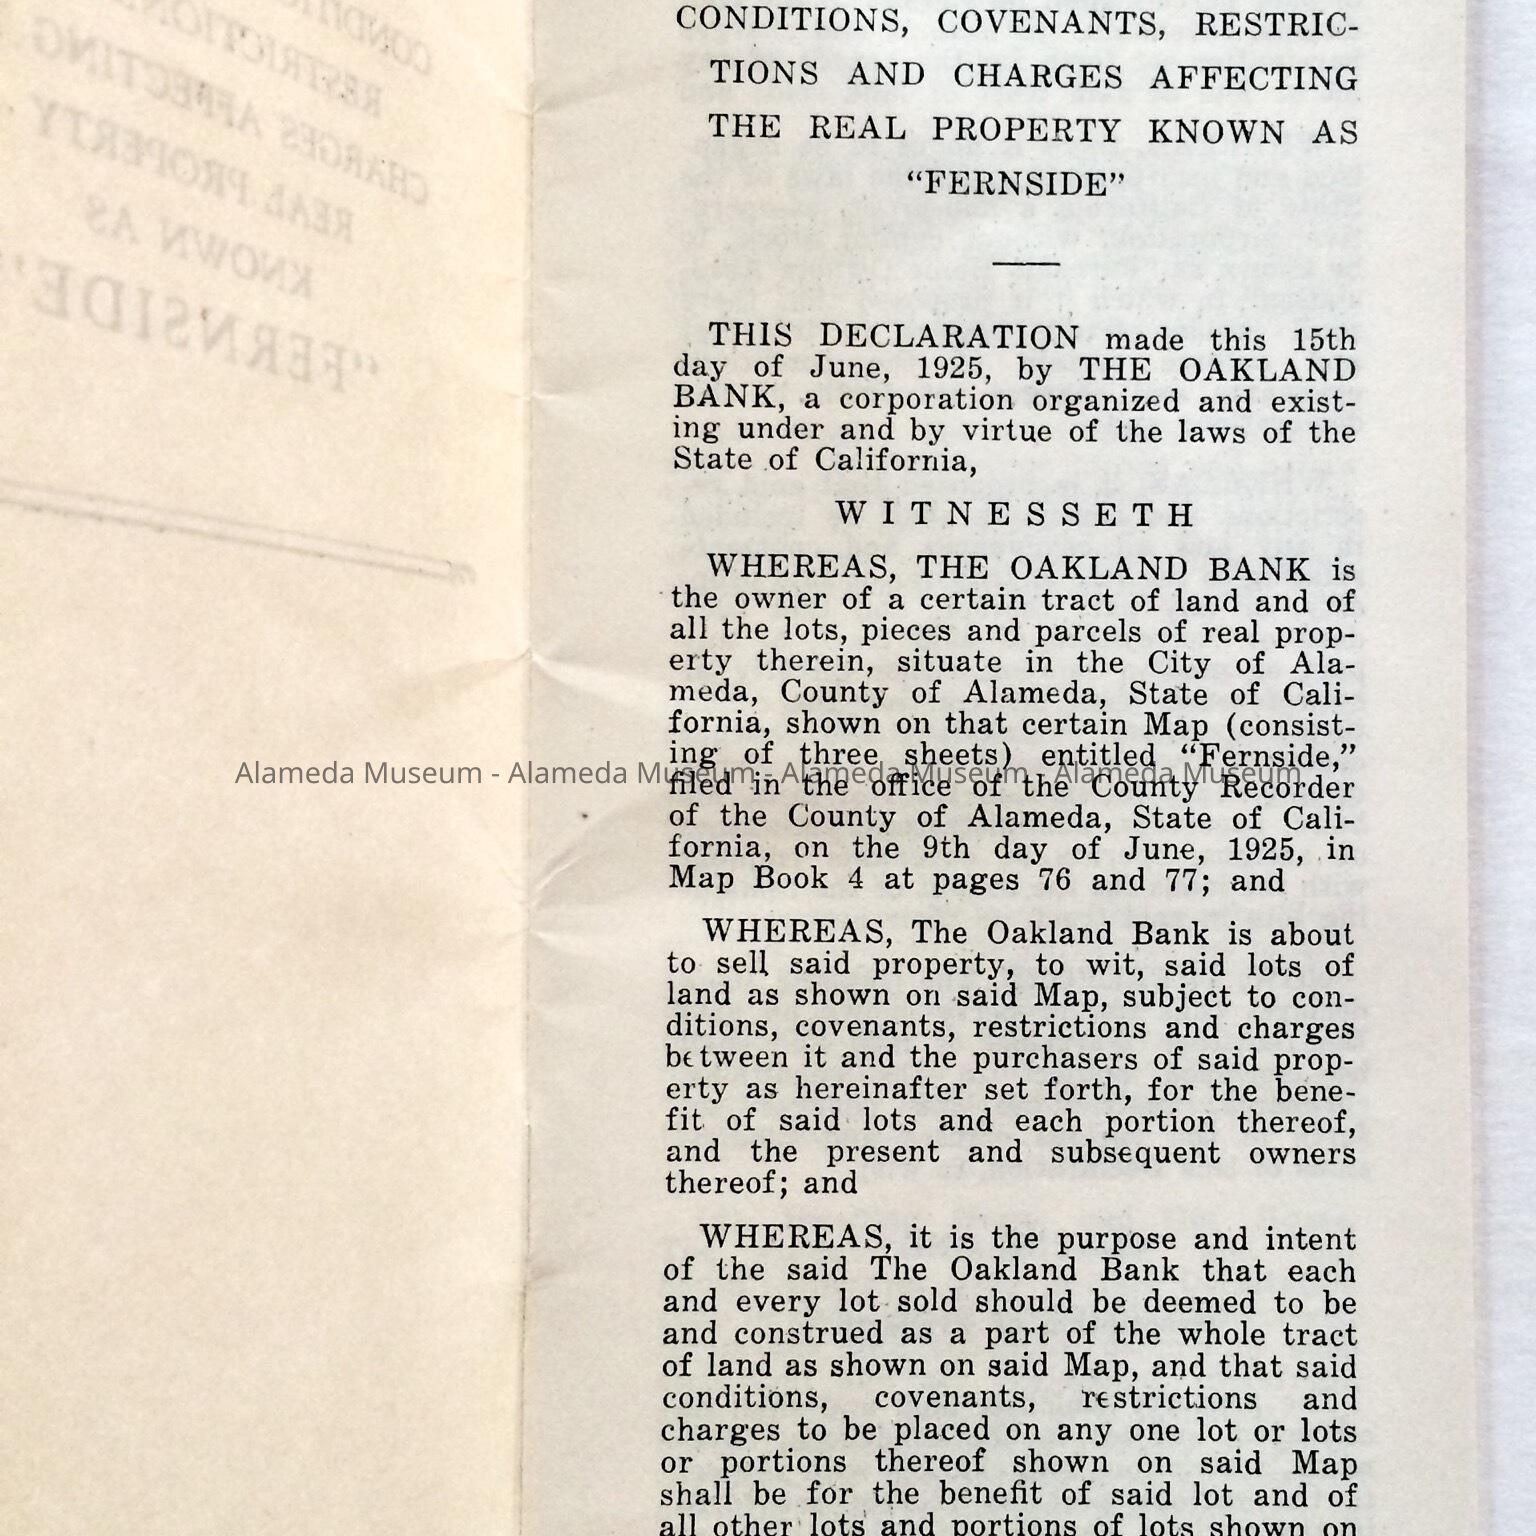 CONDITIONS, COVENANTS, RESTRIC-
TIONS AND CHARGES AFFECTING
THE REAL PROPERTY KNOWN AS
“FERNSIDE”
THIS DECLARATION made this 15th
day of June, 1925, by THE OAKLAND
BANK, a corporation organized and exist-
ing under and by virtue of the laws of the
State of California,
WITNESSETH
WHEREAS, THE OAKLAND BANK is
the owner of a certain tract of land and of
all the lots, pieces and parcels of real prop-
erty therein, situate in the City of Ala-
meda, County of Alameda, State of Cali-
fornia, shown on that certain Map (consist-
ing of three sheets) entitled “Fernside,”
Alameda Museum - Alameda Museum - Alameda Museum - Alameda Museum
filed in the office of the County Recorder
of the County of Alameda, State of Cali-
fornia, on the 9th day of June, 1925, in
Map Book 4 at pages 76 and 77; and
WHEREAS, The Oakland Bank is about
to sell said property, to wit, said lots of
land as shown on said Map, subject to con-
ditions, covenants, restrictions and charges
between it and the purchasers of said prop-
erty as hereinafter set forth, for the bene-
fit of said lots and each portion thereof,
and the present and subsequent owners
thereof; and
WHEREAS, it is the purpose and intent
of the said The Oakland Bank that each
and every lot sold should be deemed to be
and construed as a part of the whole tract
of land as shown on said Map, and that said
conditions, covenants, restrictions and
charges to be placed on any one lot or lots
or portions thereof shown on said Map
shall be for the benefit of said lot and of
all other lots and portions of lots shown on